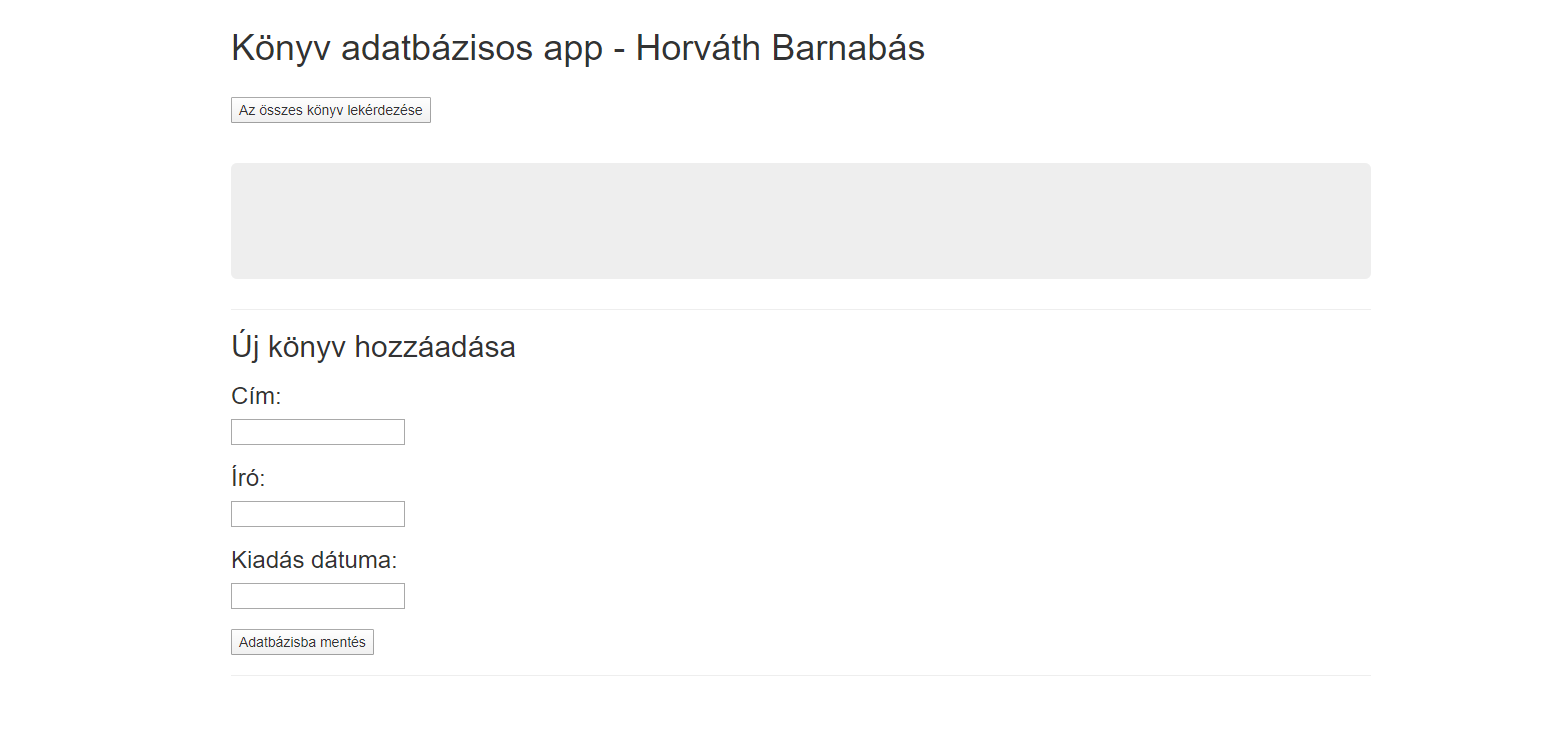 Könyv adatbázisos app - Horváth Barnabás
Az összes könyv lekérdezése
Új könyv hozzáadása
Cím:
Író:
Kiadás dátuma:
Adatbázisba mentés